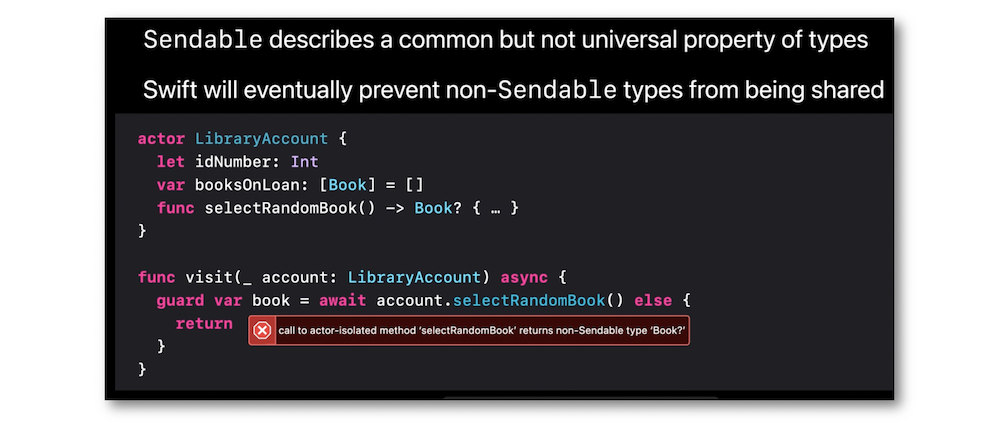 Sendable describes a common but not universal property of types
Swift will eventually prevent non-Sendable types from being shared
actor LibraryAccount {
  let idNumber: Int
  var booksOnLoan: [Book] = []
  func selectRandomBook() -> Book? { … }
}
func visit(_ account: LibraryAccount) async {
  guard var book = await account.selectRandomBook() else {
    return
call to actor-isolated method ‘selectRandomBook’ returns non-Sendable type ‘Book?’
  }
}